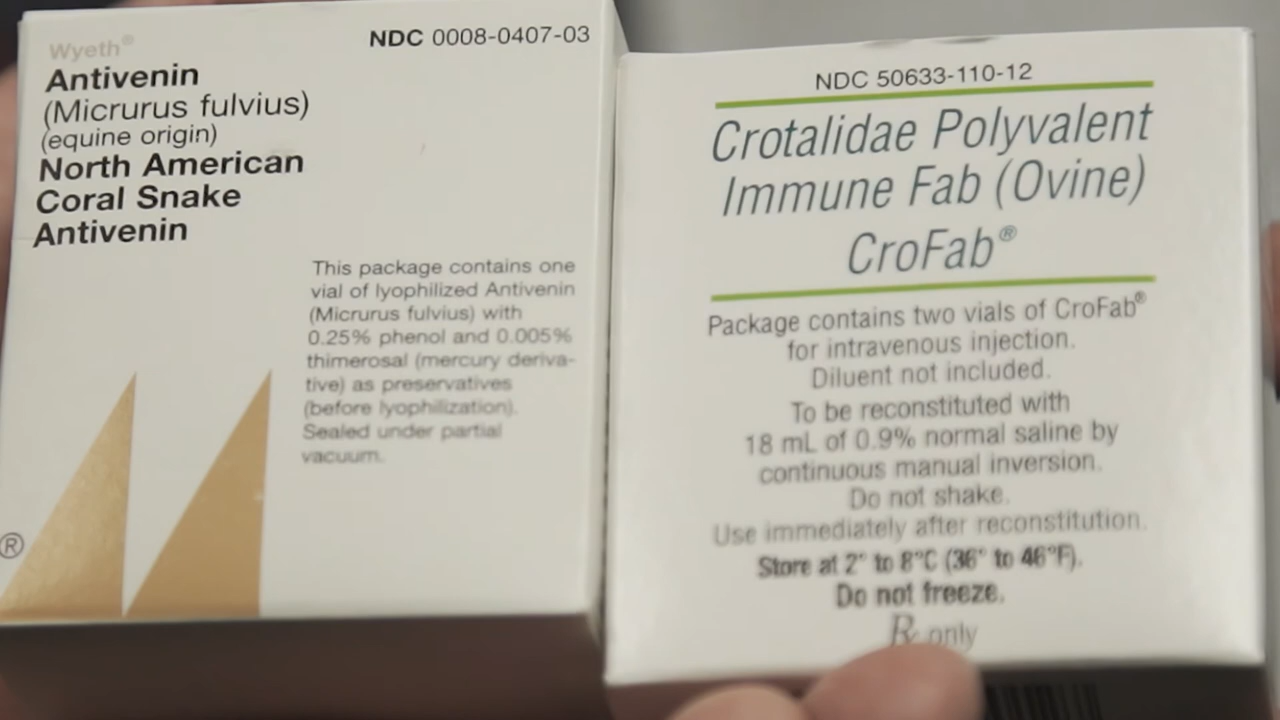 Wyeth®
NDC 0008-0407-03
Antivenin
(Micrurus fulvius)
(equine origin)
North American
Coral Snake
Antivenin
This package contains one
vial of lyophilized Antivenin
(Micrurus fulvius) with
0.25% phenol and 0.005%
thimerosal (mercury deriva-
tive) as preservatives
(before lyophilization).
Sealed under partial
vacuum.
®
NDC 50633-110-12
Crotalidae Polyvalent
Immune Fab (Ovine)
CroFab®
Package contains two vials of CroFab®
for intravenous injection.
Diluent not included.
To be reconstituted with
18 mL of 0.9% normal saline by
continuous manual inversion.
Do not shake.
Use immediately after reconstitution.
Store at 2° to 8°C (36° to 46°F).
Do not freeze.
℞ only